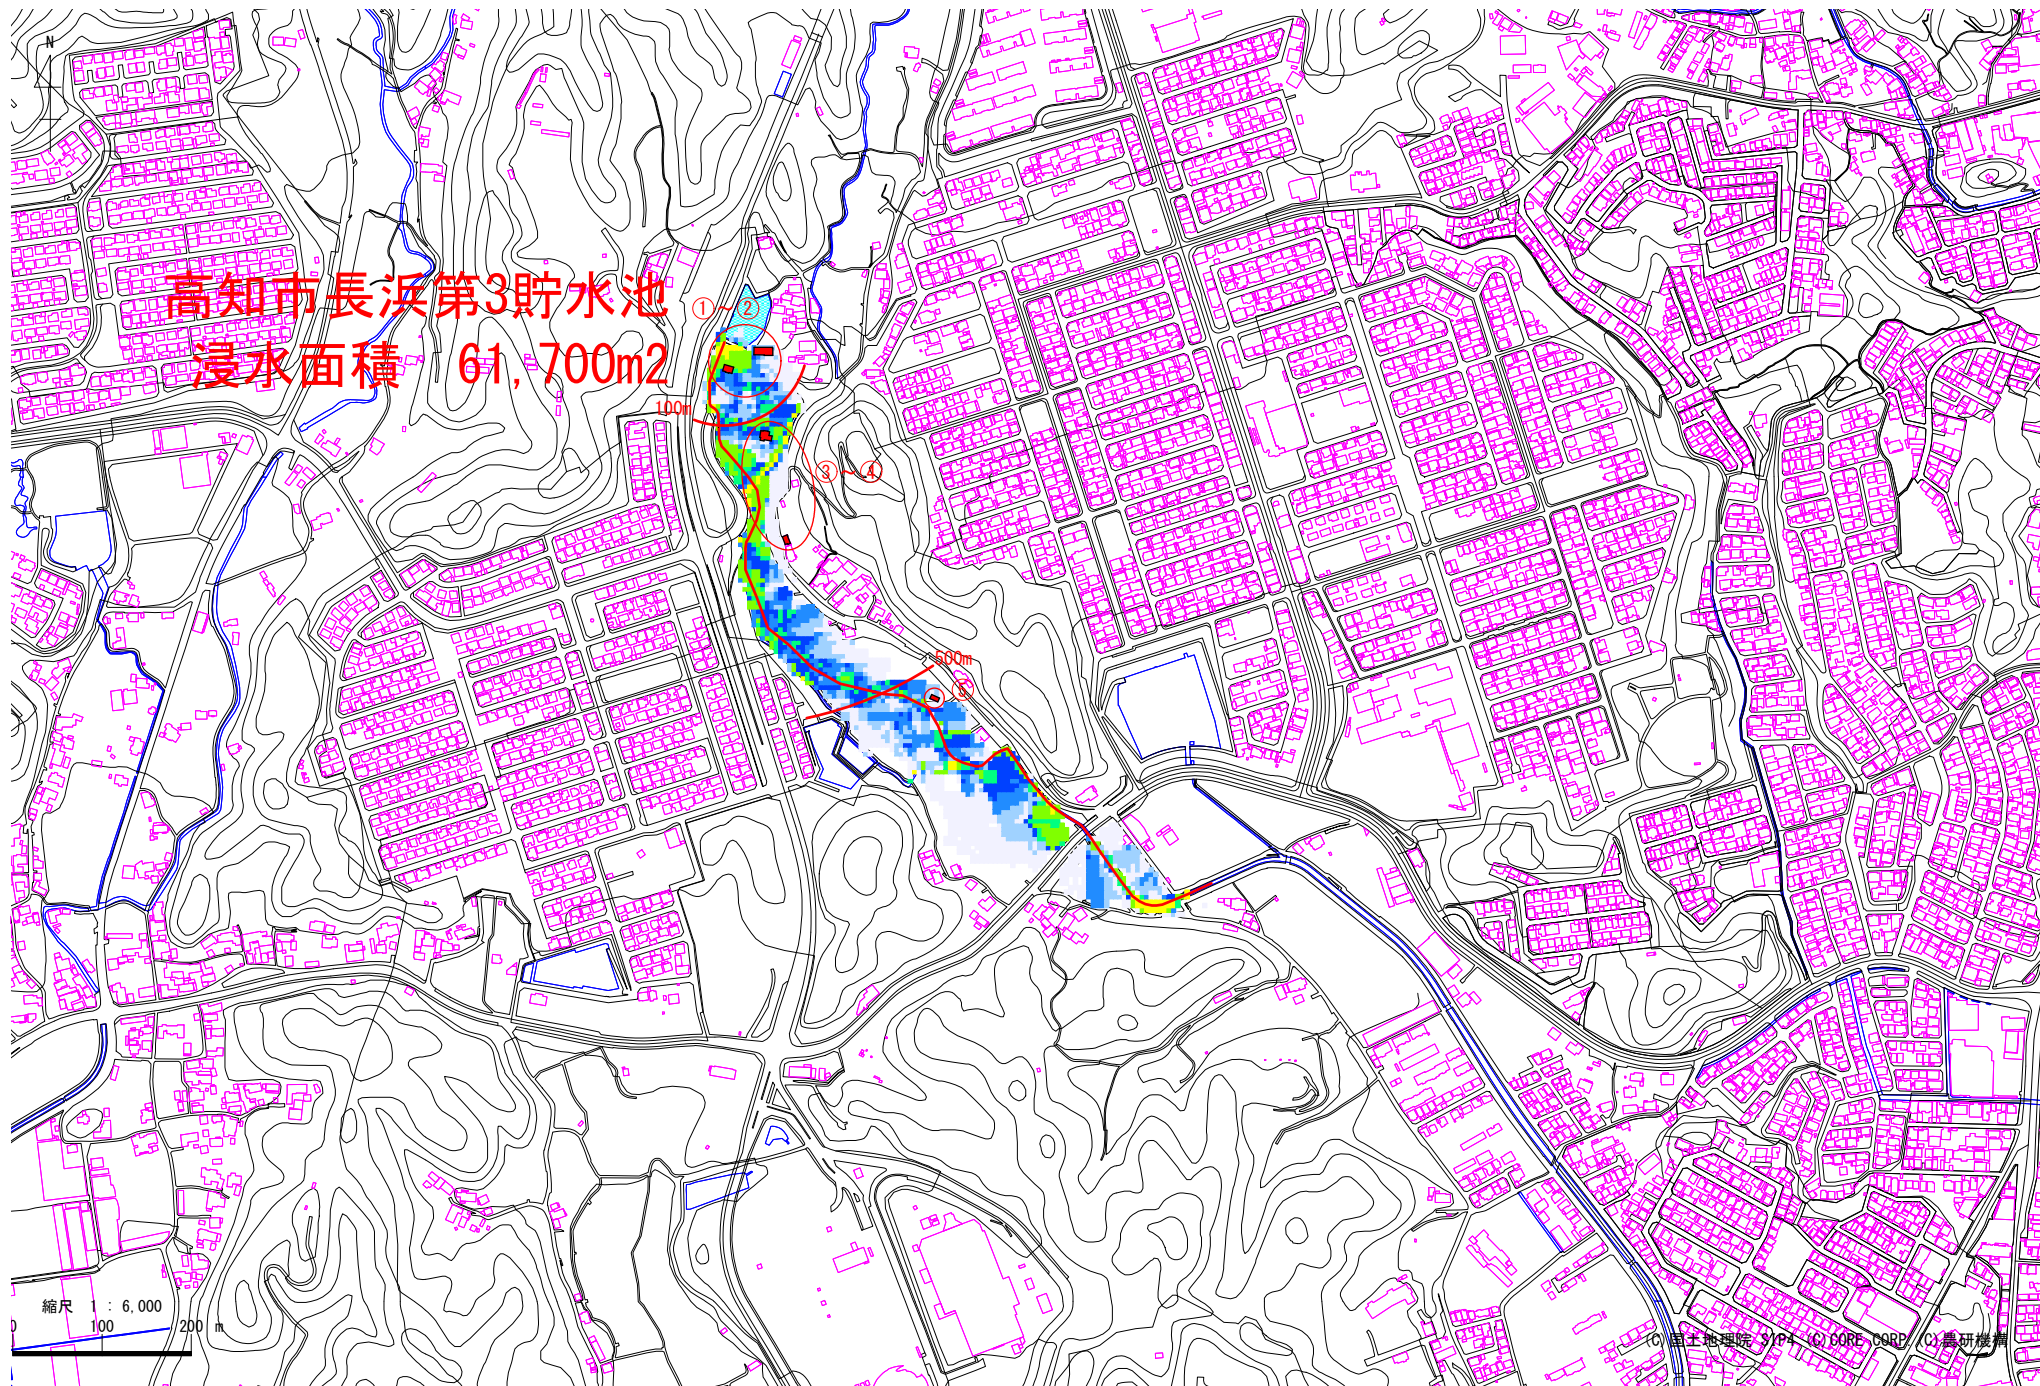 N
高知市長浜第3貯水池
浸水面積 61,700m2
①~②
100m
③~④
500m
⑤
縮尺 1 : 6,000
0 100 200 m
(C)国土地理院 SIP4 (C)CORE CORP. (C)農研機構